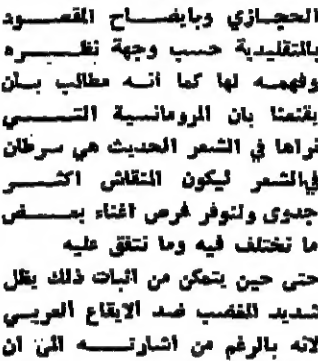 الحجازي وبايضاح المقصود
بالتقليدية حسب وجهة نظره
وفهمه لها كما انه مطالب بان
يقنعنا بان الرومانسية التي
نراها في الشعر الحديث هي سرطان
في الشعر ليكون النقاش اكثر
جدوى ولتوفر فرص اغناء بعض
ما نختلف فيه وما نتفق عليه
حتى حين يتمكن من اثبات ذلك يظل
شديد الغضب ضد الايقاع العربي
لانه بالرغم من اشارته الى ان